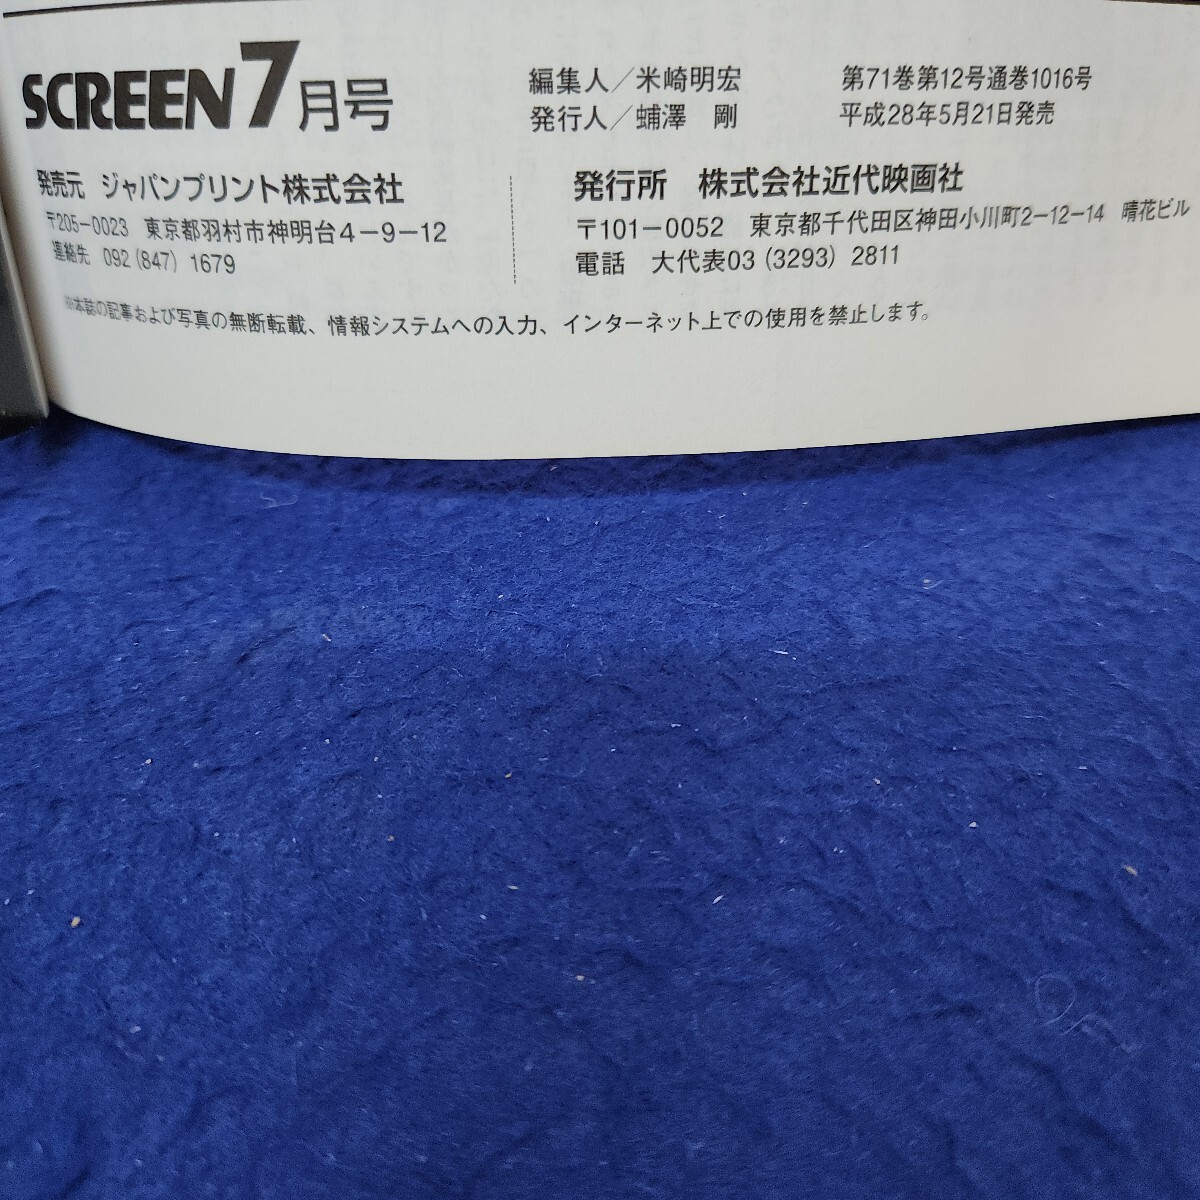 SCREEN7月号
編集人／米崎明宏
発行人／蛯澤 剛
第71巻第12号通巻1016号
平成28年5月21日発売
発売元 ジャパンプリント株式会社
〒205-0023 東京都羽村市神明台4-9-12
連絡先 092(847)1679
発行所 株式会社近代映画社
〒101-0052 東京都千代田区神田小川町2-12-14 晴花ビル
電話 大代表03(3293)2811
※本誌の記事および写真の無断転載、情報システムへの入力、インターネット上での使用を禁止します。